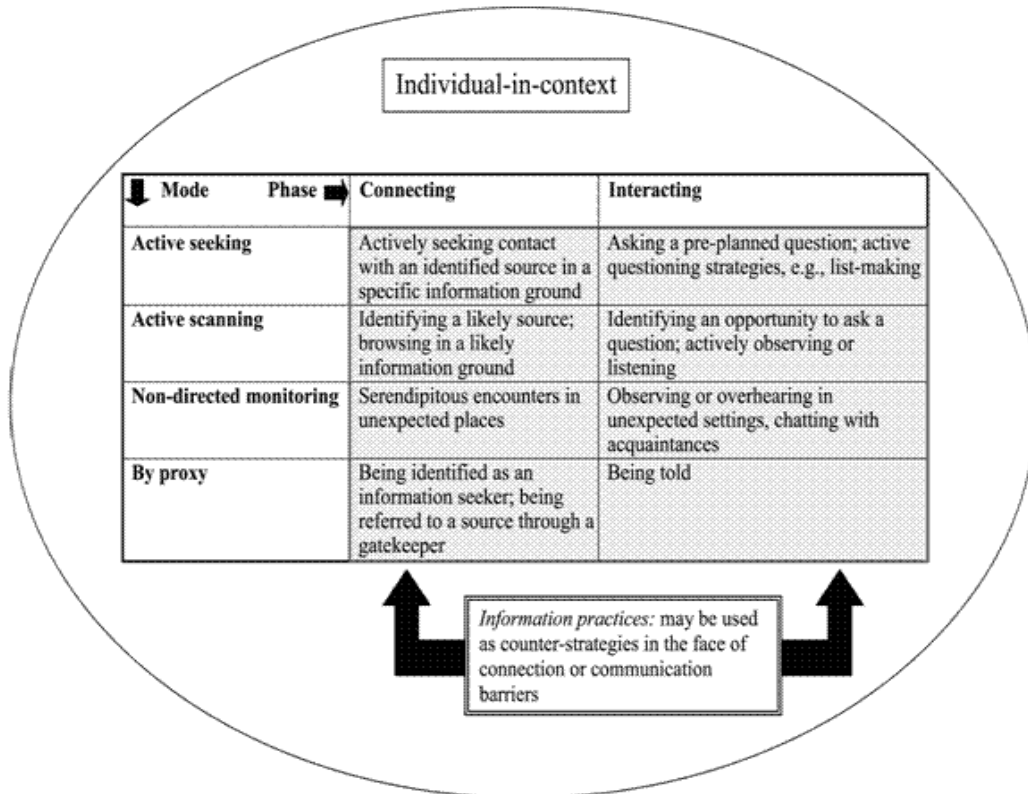 Individual-in-context
Mode Phase Connecting Interacting
Active seeking
Actively seeking contact
with an identified source in a
specific information ground
Asking a pre-planned question; active
questioning strategies, e.g., list-making
Active scanning
Identifying a likely source;
browsing in a likely
information ground
Identifying an opportunity to ask a
question; actively observing or
listening
Non-directed monitoring
Serendipitous encounters in
unexpected places
Observing or overhearing in
unexpected settings, chatting with
acquaintances
By proxy
Being identified as an
information seeker; being
referred to a source through a
gatekeeper
Being told
Information practices: may be used
as counter-strategies in the face of
connection or communication
barriers